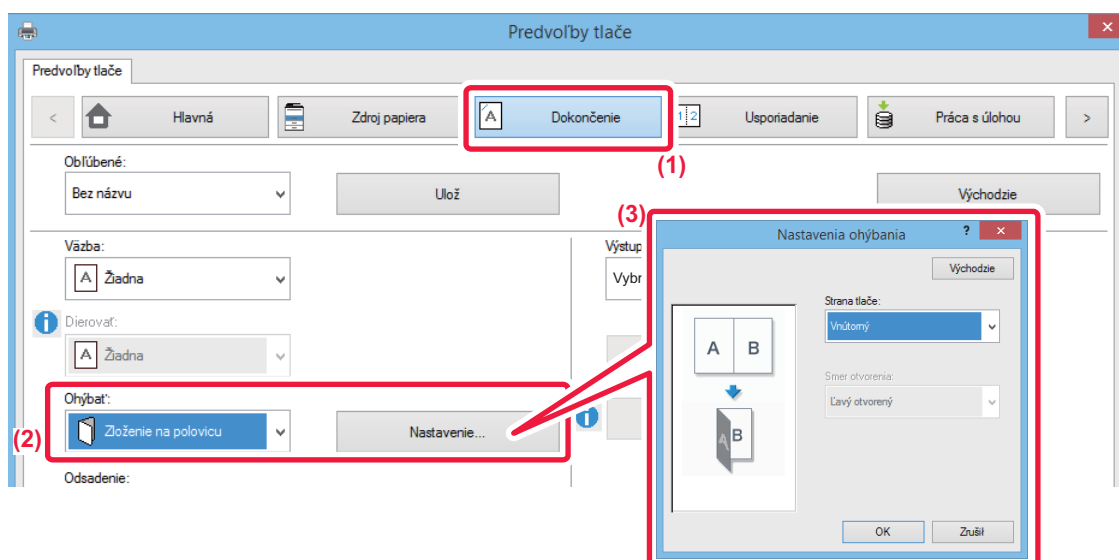 Predvoľby tlače
Predvoľby tlače
< Hlavná Zdroj papiera A Dokončenie 1 2 Usporiadanie Práca s úlohou >
(1)
Obľúbené:
Bez názvu Ulož Východzie
(3)
Väzba: Výstup
A Žiadna Vybr
Dierovať:
A Žiadna
Ohýbať:
(2) Zloženie na polovicu Nastavenie...
Odsadenie:
Nastavenia ohýbania ? ×
Východzie
Strana tlače:
Vnútorný
A B
Smer otvorenia:
Ľavý otvorený
A B
OK Zrušiť